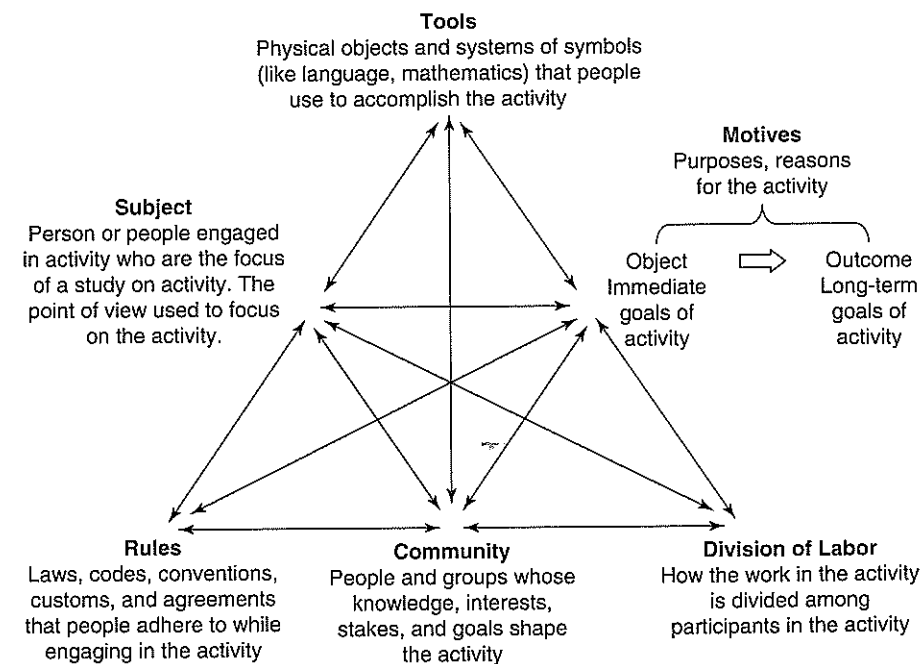 Tools
Physical objects and systems of symbols
(like language, mathematics) that people
use to accomplish the activity
Motives
Purposes, reasons
for the activity
Subject
Person or people engaged
in activity who are the focus
of a study on activity. The
point of view used to focus
on the activity.
Object
Immediate
goals of
activity
Outcome
Long-term
goals of
activity
Rules
Laws, codes, conventions,
customs, and agreements
that people adhere to while
engaging in the activity
Community
People and groups whose
knowledge, interests,
stakes, and goals shape
the activity
Division of Labor
How the work in the activity
is divided among
participants in the activity